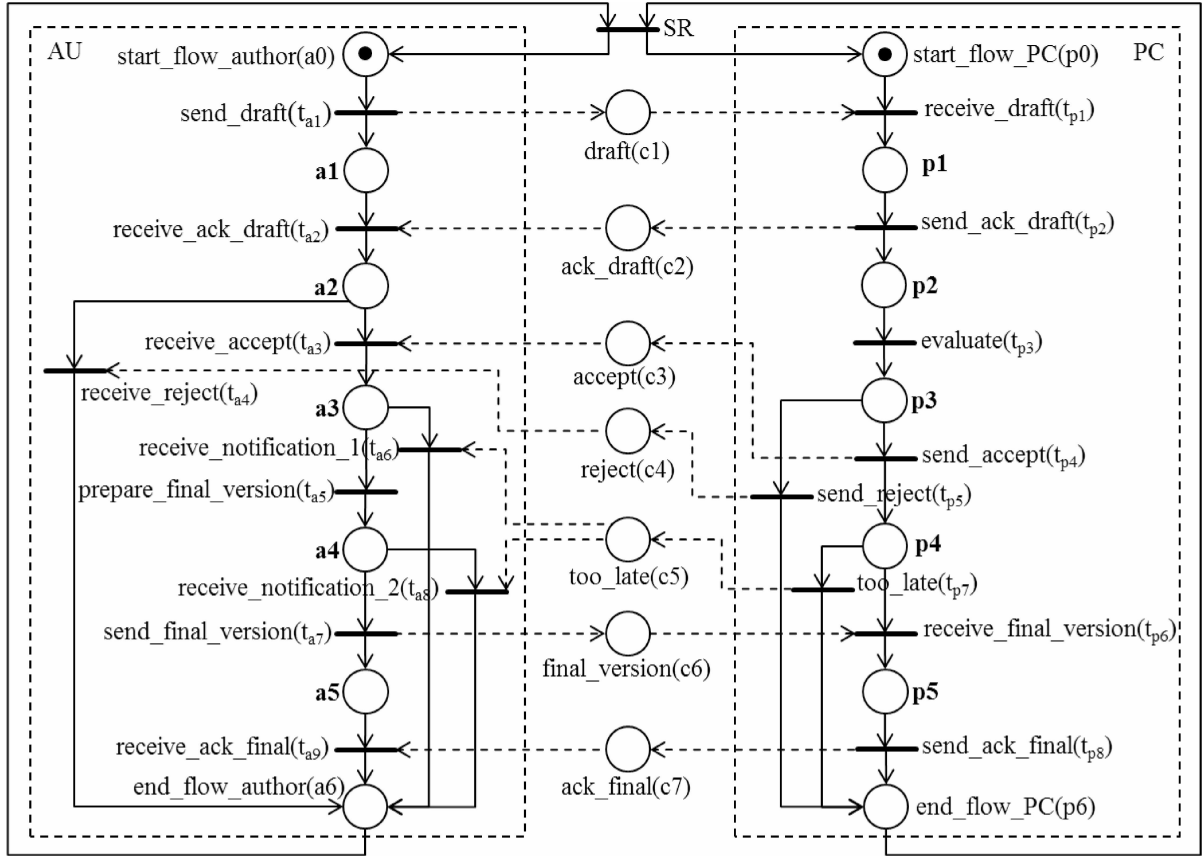 SR
AU
start_flow_author(a0)
start_flow_PC(p0)
PC
send_draft(ta1)
draft(c1)
receive_draft(tp1)
a1
p1
receive_ack_draft(ta2)
ack_draft(c2)
send_ack_draft(tp2)
a2
p2
receive_accept(ta3)
accept(c3)
evaluate(tp3)
receive_reject(ta4)
a3
p3
receive_notification_1(ta6)
reject(c4)
send_accept(tp4)
prepare_final_version(ta5)
send_reject(tp5)
a4
p4
receive_notification_2(ta8)
too_late(c5)
too_late(tp7)
send_final_version(ta7)
final_version(c6)
receive_final_version(tp6)
a5
p5
receive_ack_final(ta9)
ack_final(c7)
send_ack_final(tp8)
end_flow_author(a6)
end_flow_PC(p6)